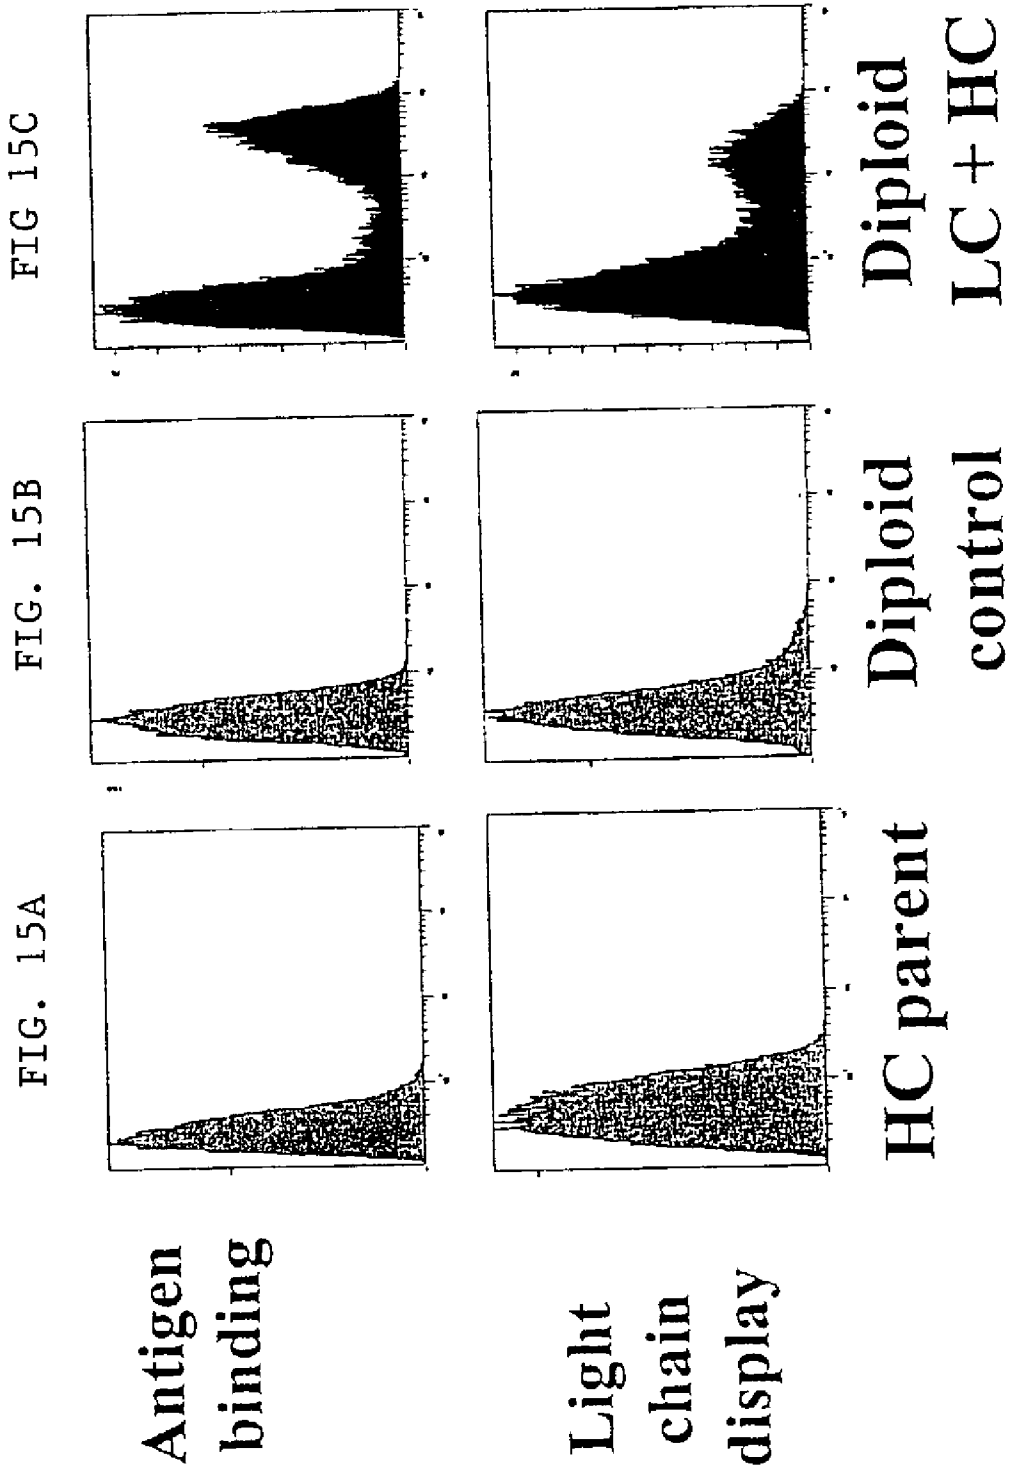 FIG. 15A
FIG. 15B
FIG 15C
Antigen
binding
Light
chain
display
HC parent
Diploid
control
Diploid
LC + HC